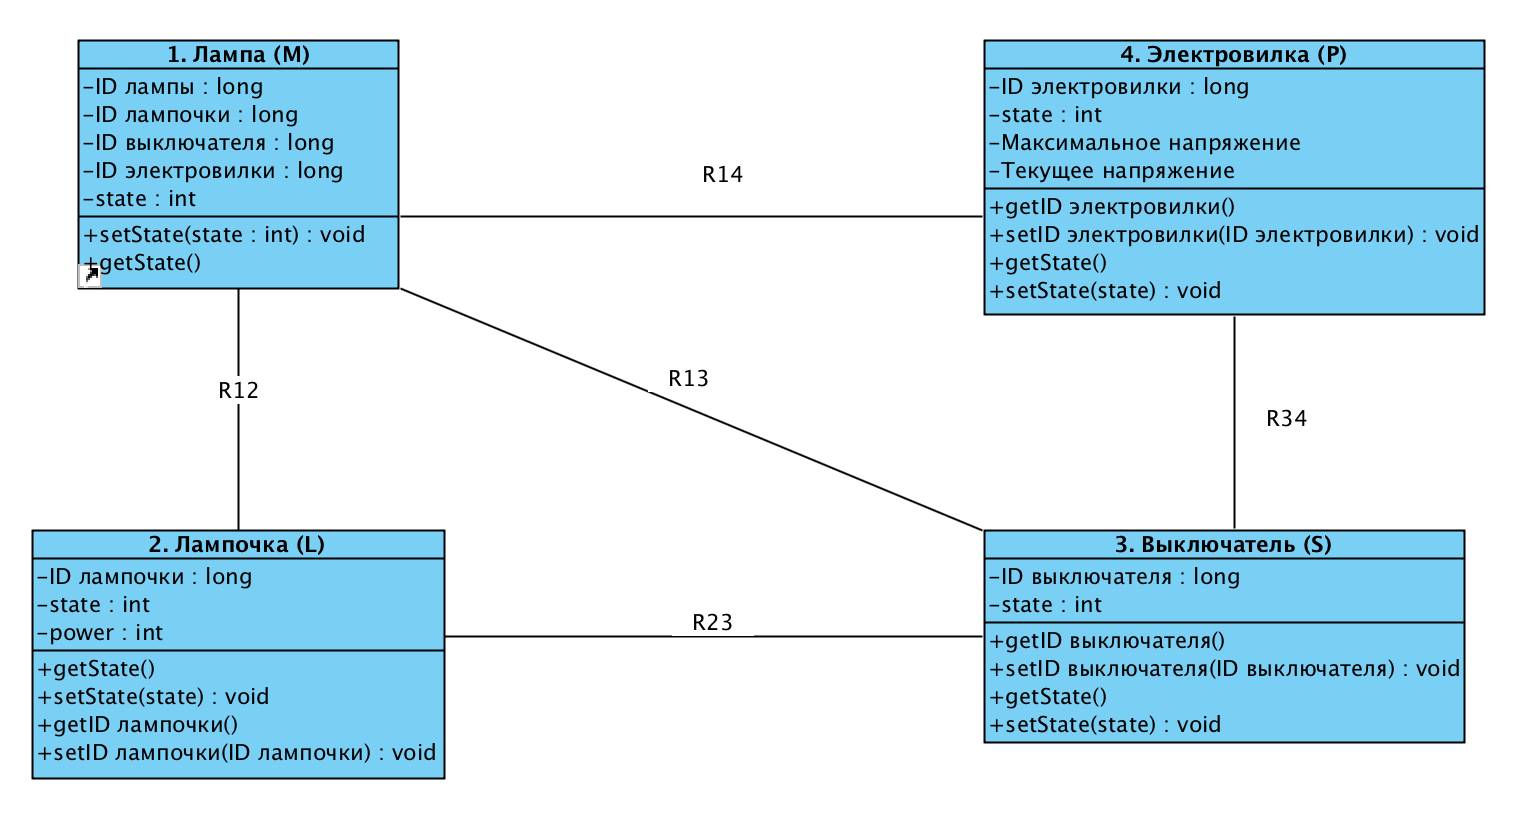 1. Лампа (M)
-ID лампы : long
-ID лампочки : long
-ID выключателя : long
-ID электровилки : long
-state : int
+setState(state : int) : void
+getState()
4. Электровилка (P)
-ID электровилки : long
-state : int
-Максимальное напряжение
-Текущее напряжение
+getID электровилки()
+setID электровилки(ID электровилки) : void
+getState()
+setState(state) : void
R14
R12
R13
R34
2. Лампочка (L)
-ID лампочки : long
-state : int
-power : int
+getState()
+setState(state) : void
+getID лампочки()
+setID лампочки(ID лампочки) : void
R23
3. Выключатель (S)
-ID выключателя : long
-state : int
+getID выключателя()
+setID выключателя(ID выключателя) : void
+getState()
+setState(state) : void